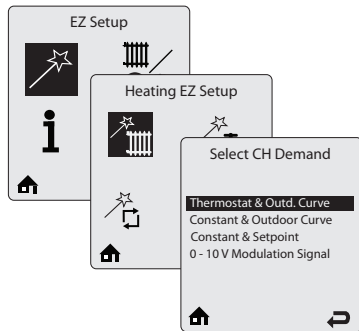 EZ Setup
Heating EZ Setup
Select CH Demand
Thermostat & Outd. Curve
Constant & Outdoor Curve
Constant & Setpoint
0 - 10 V Modulation Signal